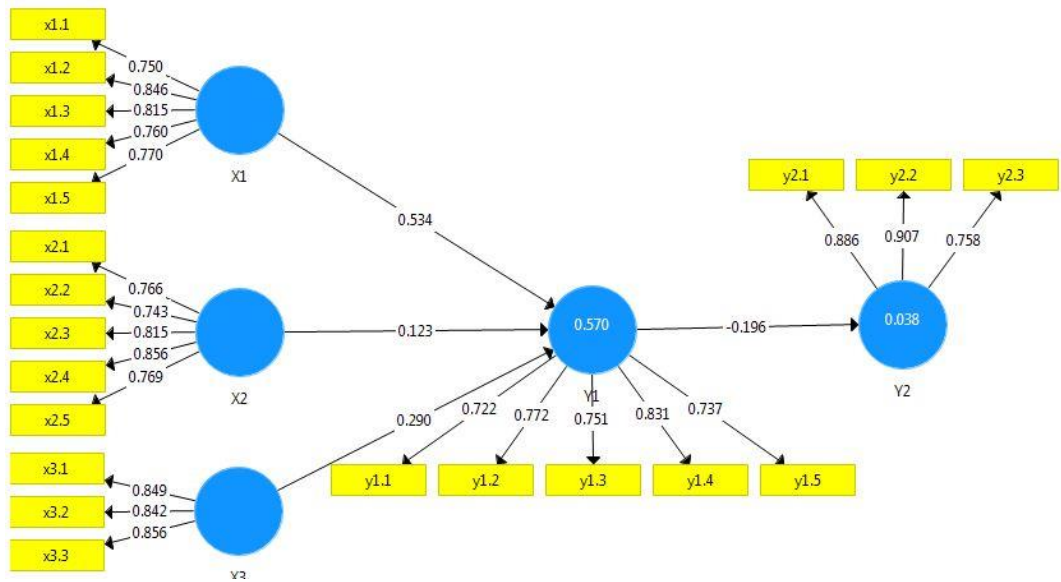 x1.1
x1.2
x1.3
x1.4
x1.5
0.750
0.846
0.815
0.760
0.770
X1
0.534
x2.1
x2.2
x2.3
x2.4
x2.5
0.766
0.743
0.815
0.856
0.769
X2
0.123
x3.1
x3.2
x3.3
0.849
0.842
0.856
X3
0.290
0.570
Y1
0.722
0.772
0.751
0.831
0.737
y1.1
y1.2
y1.3
y1.4
y1.5
-0.196
y2.1
y2.2
y2.3
0.886
0.907
0.758
0.038
Y2